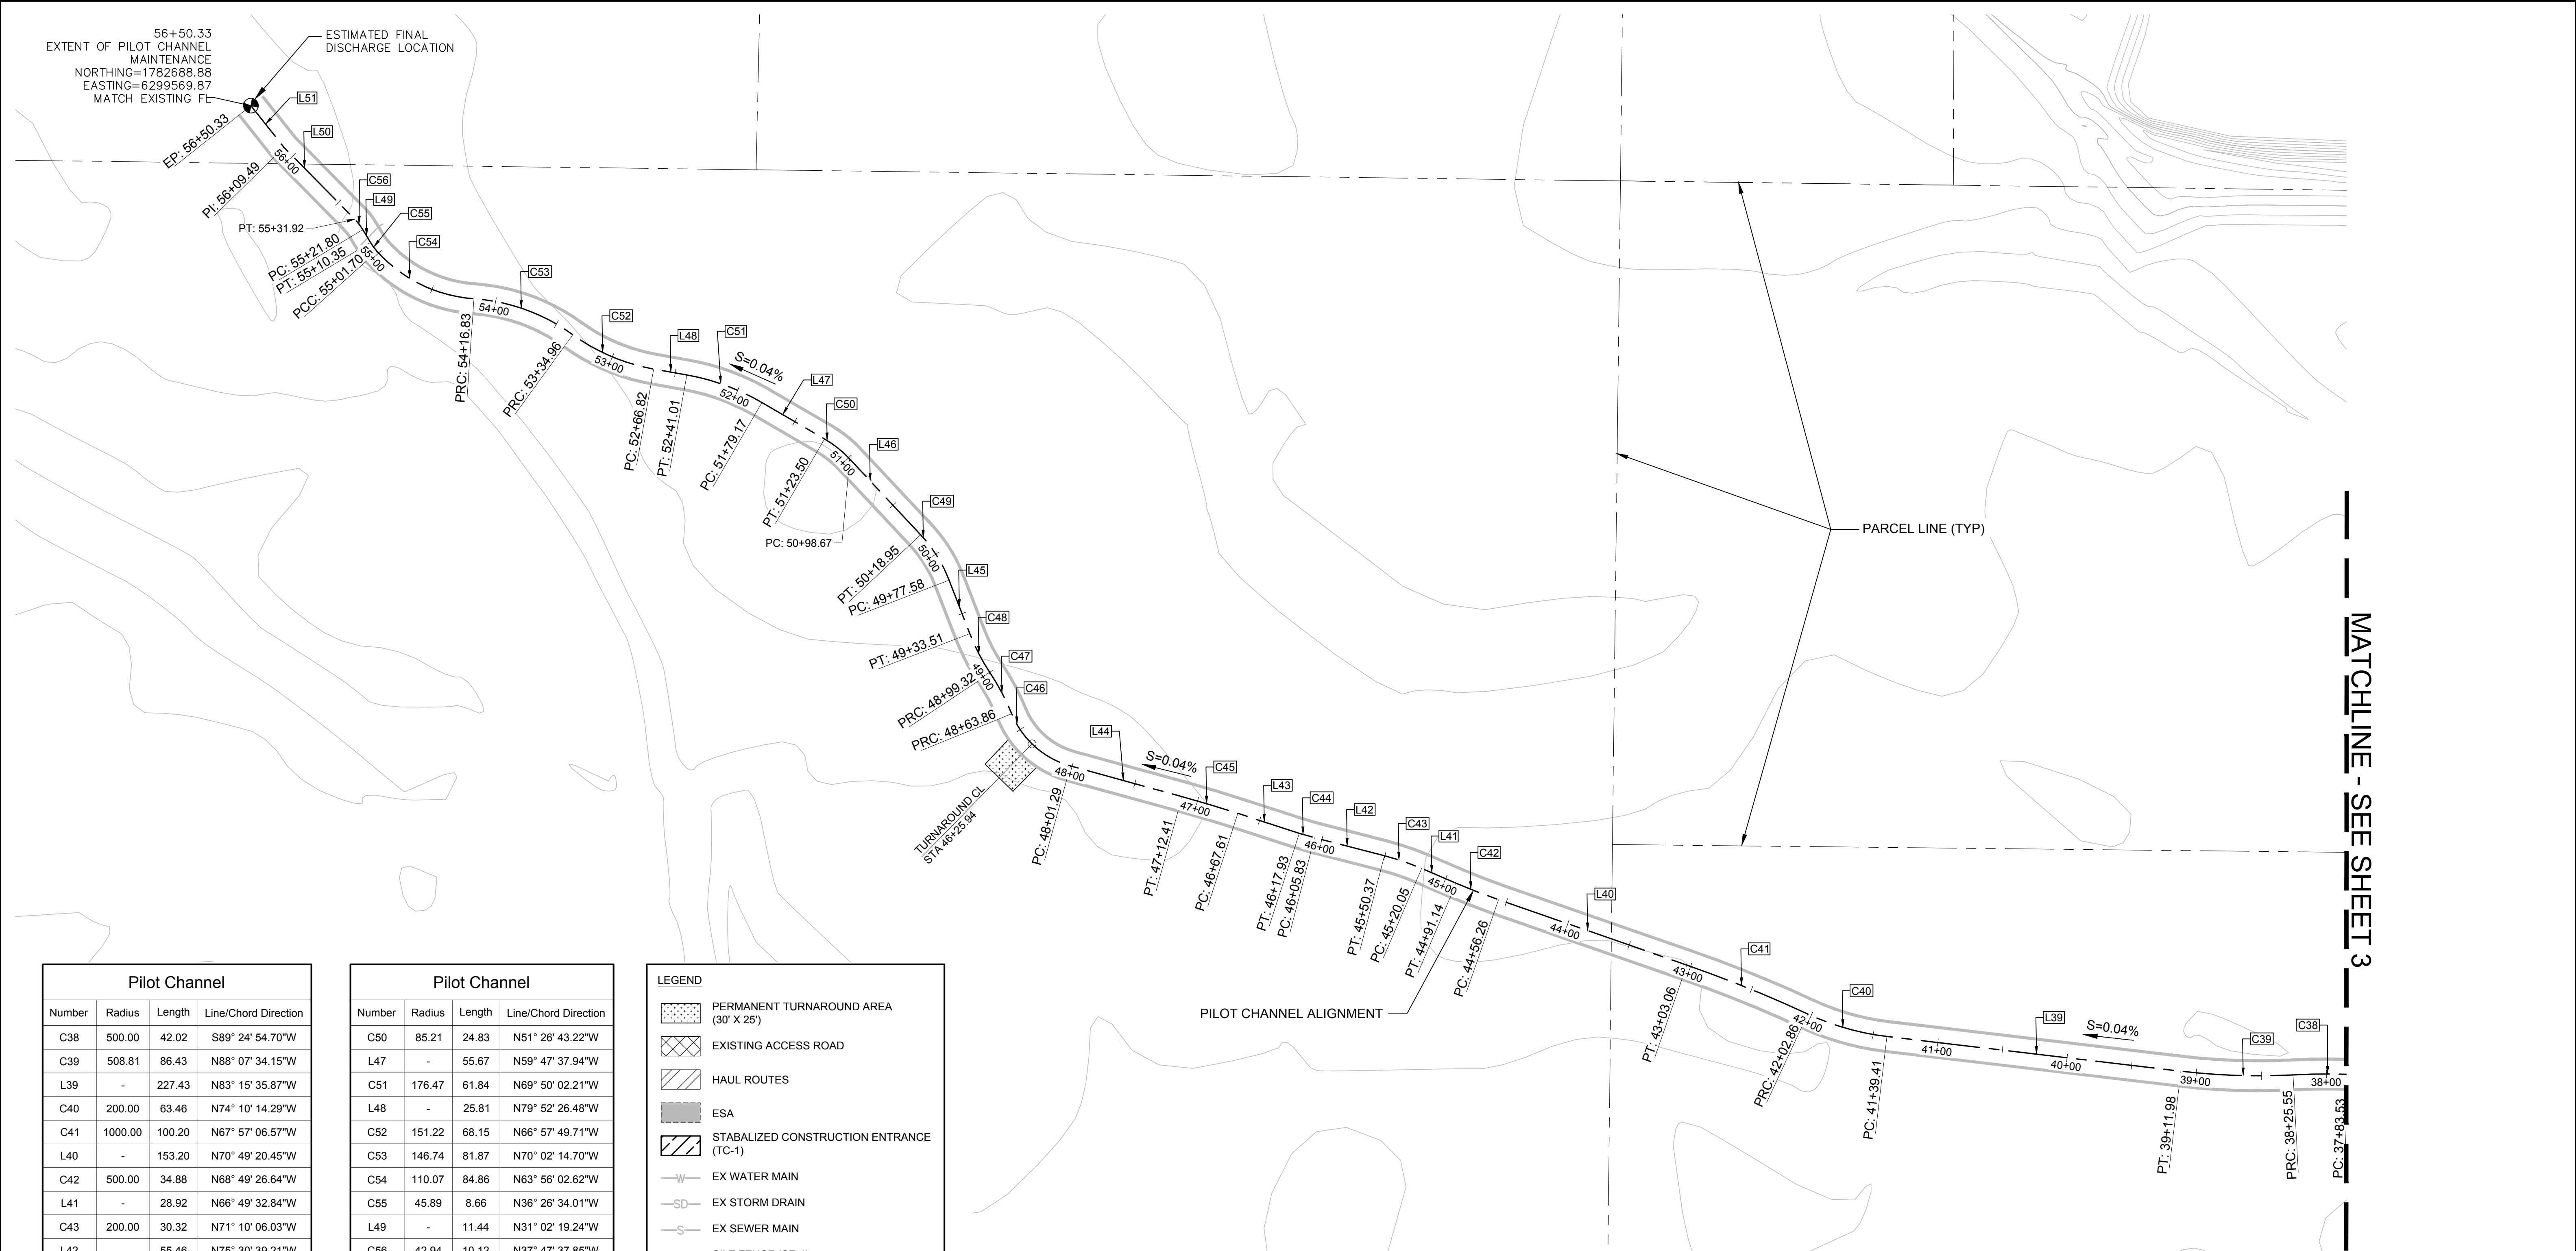 56+50.33
EXTENT OF PILOT CHANNEL
MAINTENANCE
NORTHING=1782688.88
EASTING=6299569.87
MATCH EXISTING FL
ESTIMATED FINAL
DISCHARGE LOCATION
L51
L50
EP: 56+50.33
56+00
PI: 56+09.49
C56
L49
C55
PT: 55+31.92
PC: 55+21.80
PT: 55+10.35
PCC: 55+01.70
55+00
C54
C53
54+00
PRC: 54+16.83
C52
PRC: 53+34.96
53+00
L48
C51
S=0.04%
52+00
L47
PC: 52+66.82
PT: 52+41.01
PC: 51+79.17
C50
L46
51+00
PT: 51+23.50
PC: 50+98.67
C49
50+00
PT: 50+18.95
PC: 49+77.58
L45
C48
PT: 49+33.51
C47
49+00
PRC: 48+99.32
C46
PRC: 48+63.86
L44
S=0.04%
C45
48+00
L43
47+00
C44
L42
TURNAROUND CL
STA 46+25.94
PC: 48+01.29
PT: 47+12.41
PC: 46+67.61
46+00
C43
L41
C42
PT: 46+17.93
PC: 46+05.83
45+00
PT: 45+50.37
PC: 45+20.05
PT: 44+91.14
PC: 44+56.26
L40
44+00
PARCEL LINE (TYP)
PILOT CHANNEL ALIGNMENT
C41
43+00
PT: 43+03.06
C40
42+00
PRC: 42+02.86
L39
S=0.04%
C38
C39
41+00
40+00
39+00
38+00
PC: 41+39.41
PT: 39+11.98
PRC: 38+25.55
PC: 37+83.53
MATCHLINE - SEE SHEET 3
Pilot Channel
Number Radius Length Line/Chord Direction
C38 500.00 42.02 S89° 24' 54.70"W
C39 508.81 86.43 N88° 07' 34.15"W
L39 - 227.43 N83° 15' 35.87"W
C40 200.00 63.46 N74° 10' 14.29"W
C41 1000.00 100.20 N67° 57' 06.57"W
L40 - 153.20 N70° 49' 20.45"W
C42 500.00 34.88 N68° 49' 26.64"W
L41 - 28.92 N66° 49' 32.84"W
C43 200.00 30.32 N71° 10' 06.03"W
L42 55.46 N75° 30' 39.21"W
Pilot Channel
Number Radius Length Line/Chord Direction
C50 85.21 24.83 N51° 26' 43.22"W
L47 - 55.67 N59° 47' 37.94"W
C51 176.47 61.84 N69° 50' 02.21"W
L48 - 25.81 N79° 52' 26.48"W
C52 151.22 68.15 N66° 57' 49.71"W
C53 146.74 81.87 N70° 02' 14.70"W
C54 110.07 84.86 N63° 56' 02.62"W
C55 45.89 8.66 N36° 26' 34.01"W
L49 - 11.44 N31° 02' 19.24"W
C56 42.94 10.12 N37° 47' 37.85"W
LEGEND
PERMANENT TURNAROUND AREA
(30' X 25')
EXISTING ACCESS ROAD
HAUL ROUTES
ESA
STABALIZED CONSTRUCTION ENTRANCE
(TC-1)
W EX WATER MAIN
SD EX STORM DRAIN
S EX SEWER MAIN